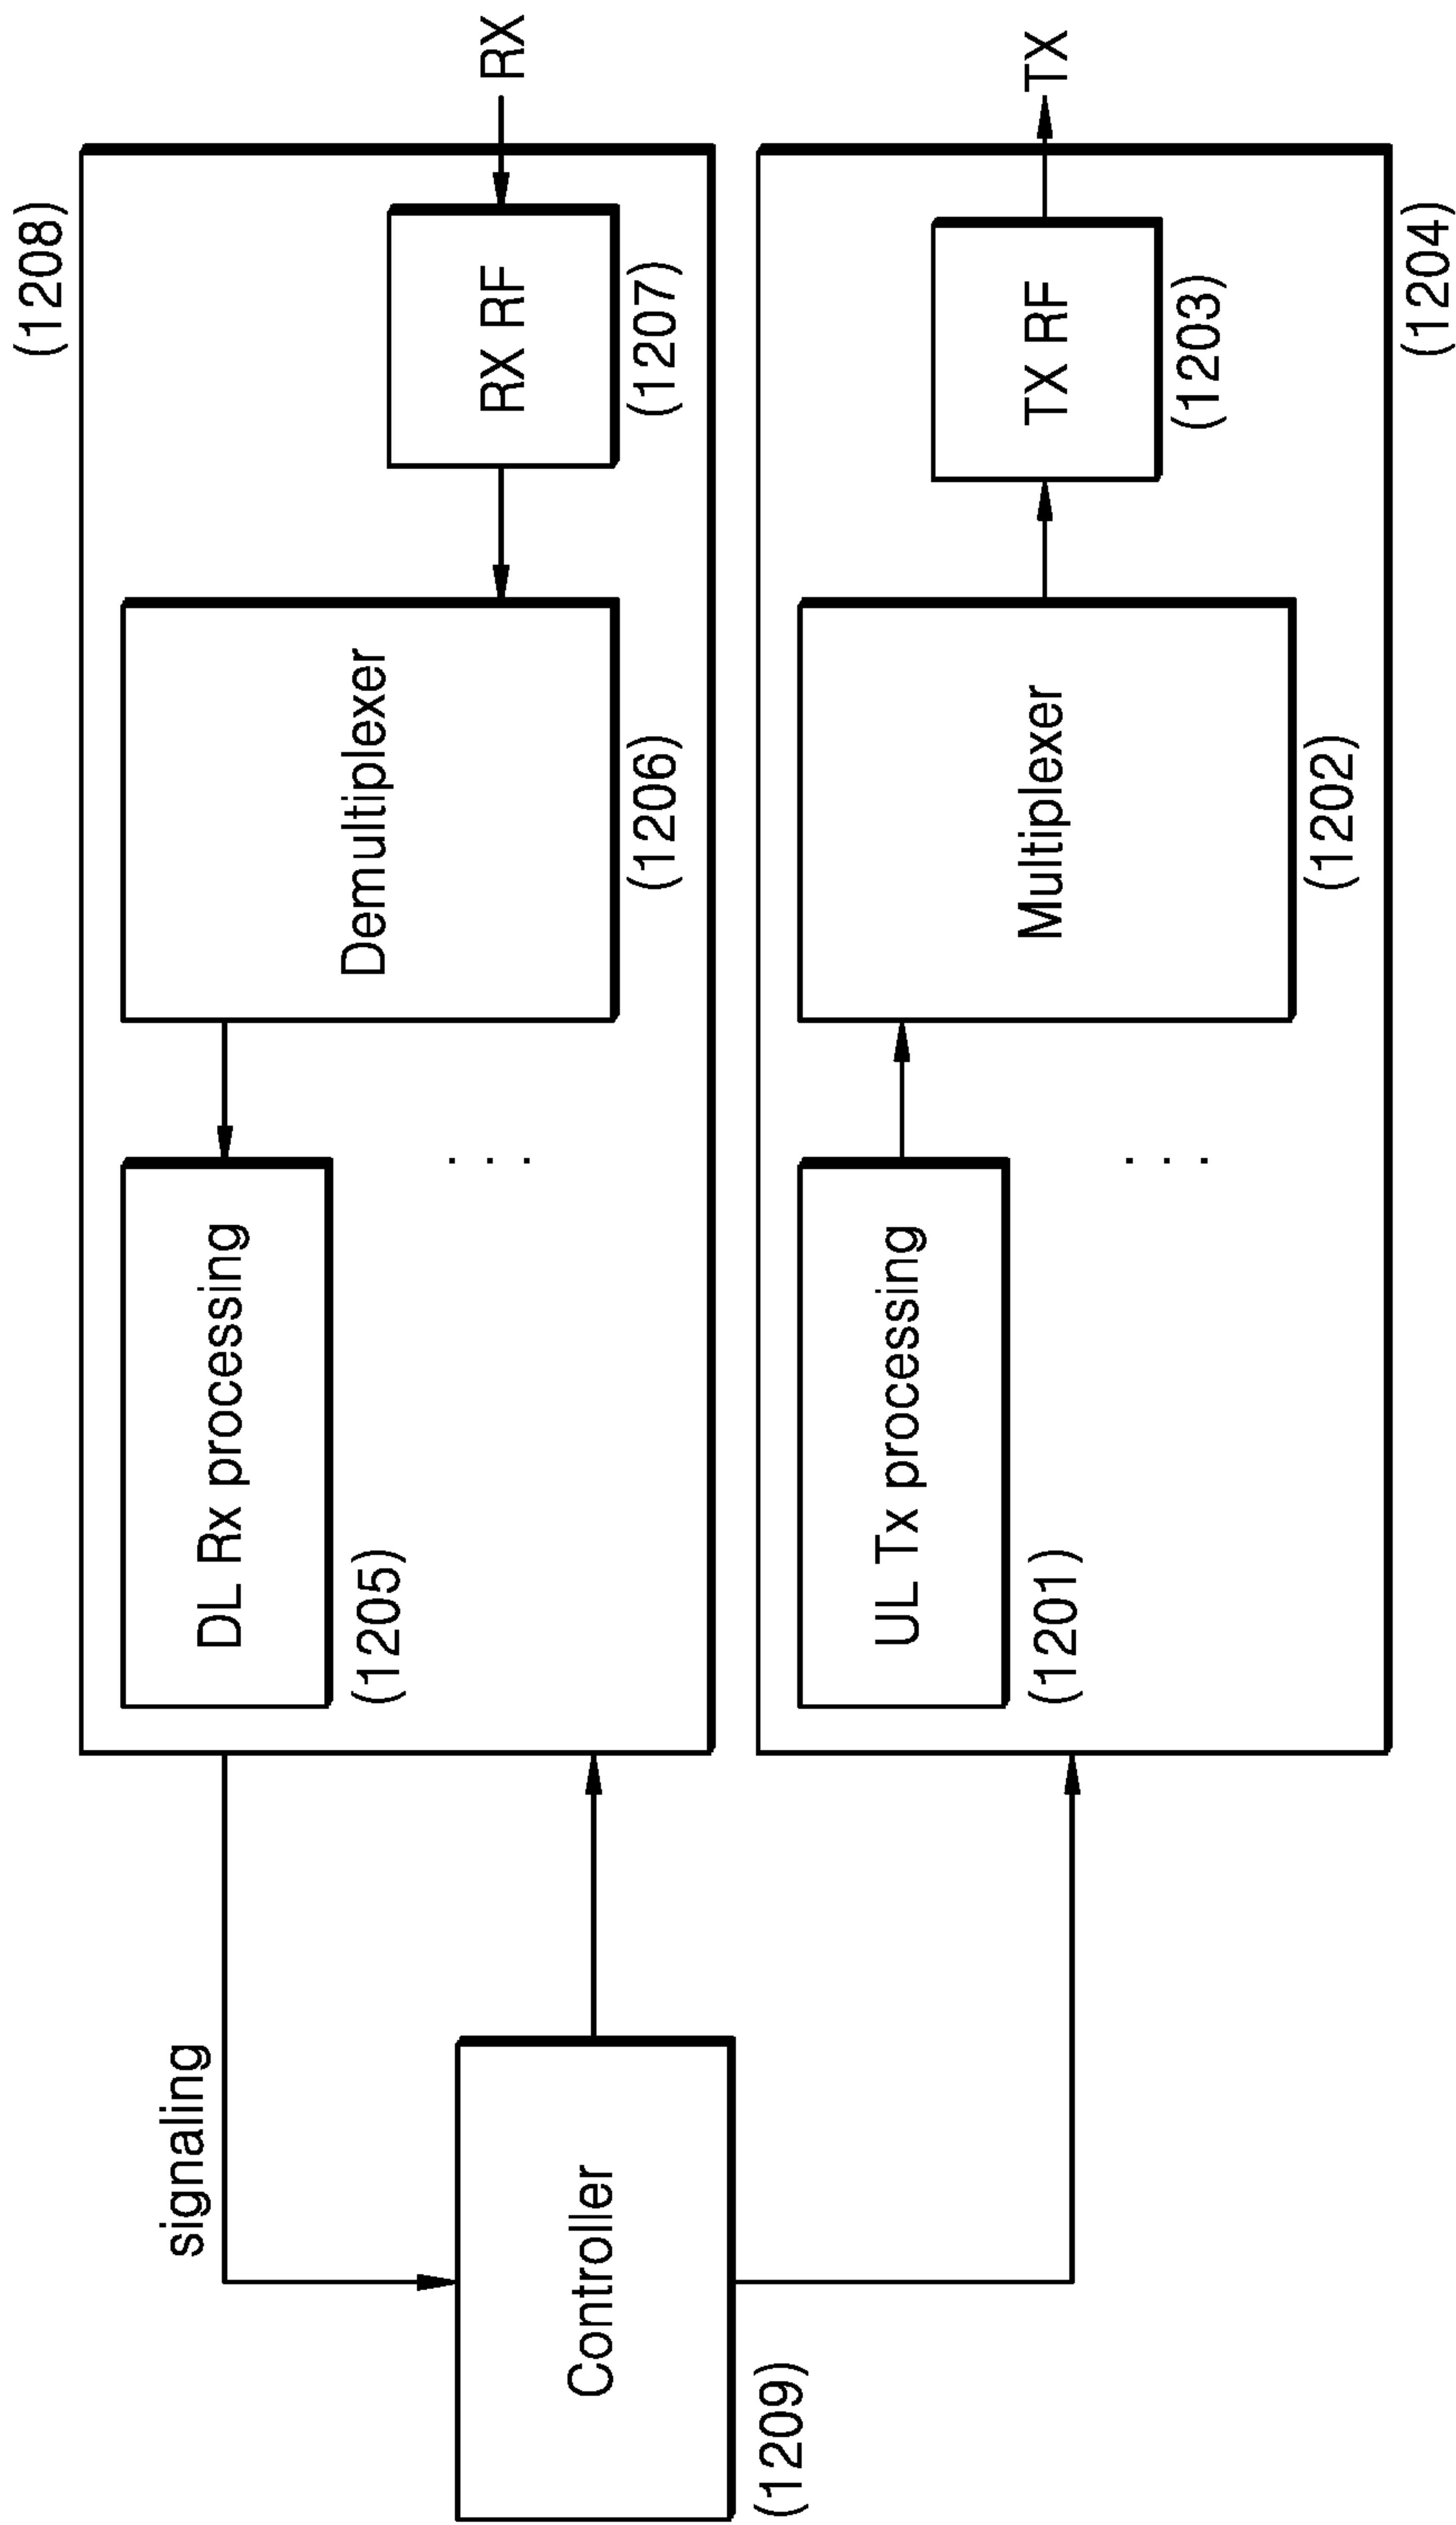 (1208)
signaling
DL Rx processing
(1205)
. . .
Demultiplexer
(1206)
RX RF
(1207)
RX
Controller
(1209)
UL Tx processing
(1201)
. . .
Multiplexer
(1202)
TX RF
(1203)
TX
(1204)